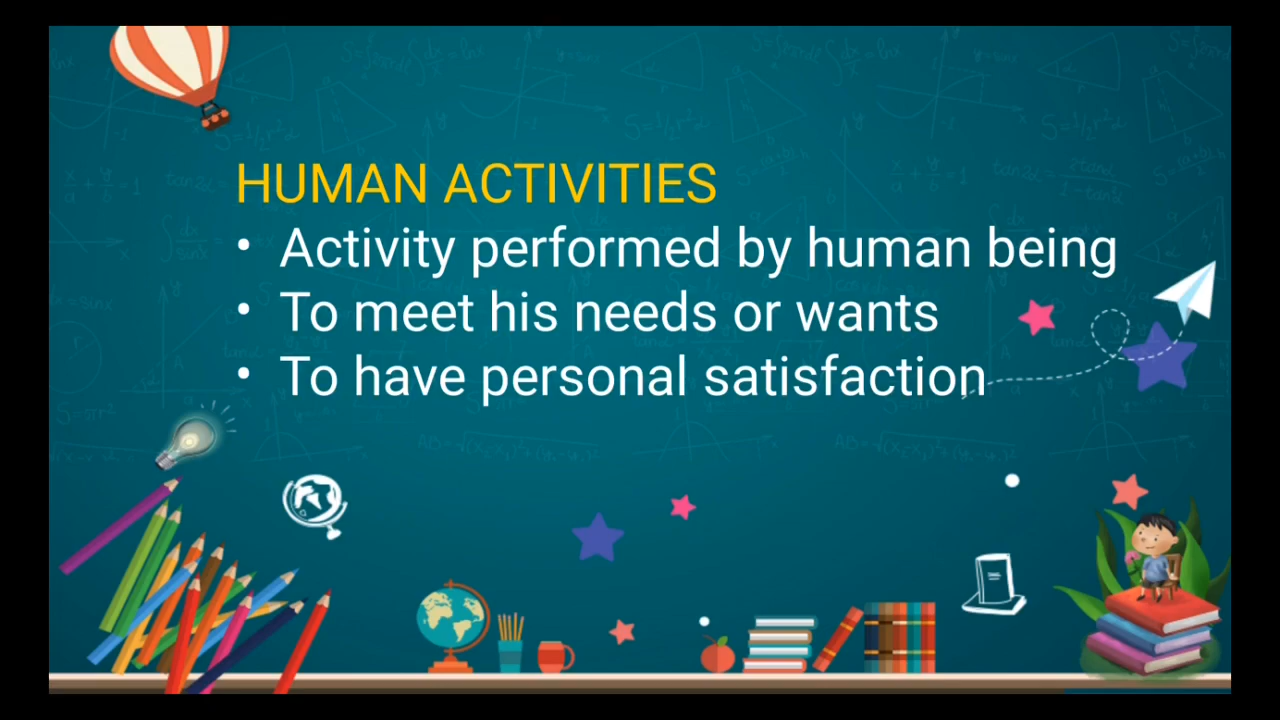 HUMAN ACTIVITIES
• Activity performed by human being
• To meet his needs or wants
• To have personal satisfaction